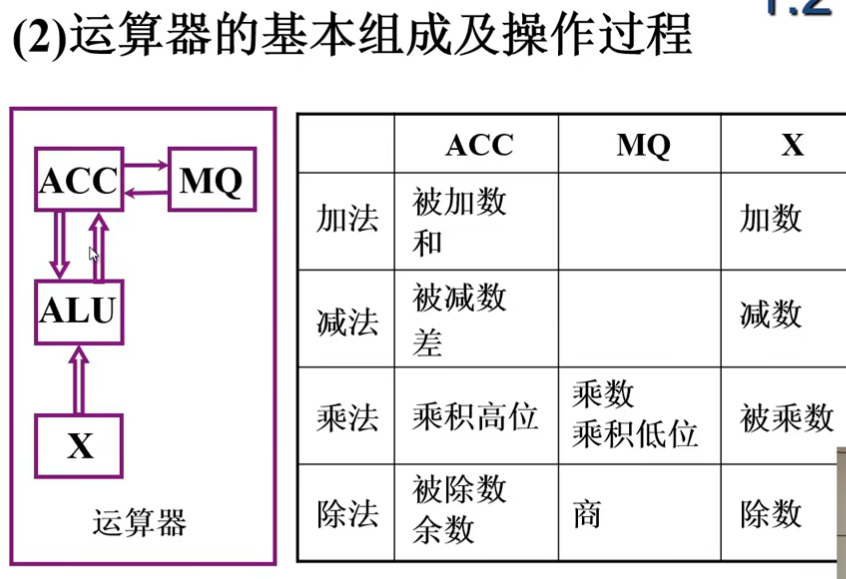 (2)运算器的基本组成及操作过程
ACC
MQ
ALU
X
运算器
ACC MQ X
加法 被加数 和 加数
减法 被减数 差 减数
乘法 乘积高位 乘数 乘积低位 被乘数
除法 被除数 余数 商 除数